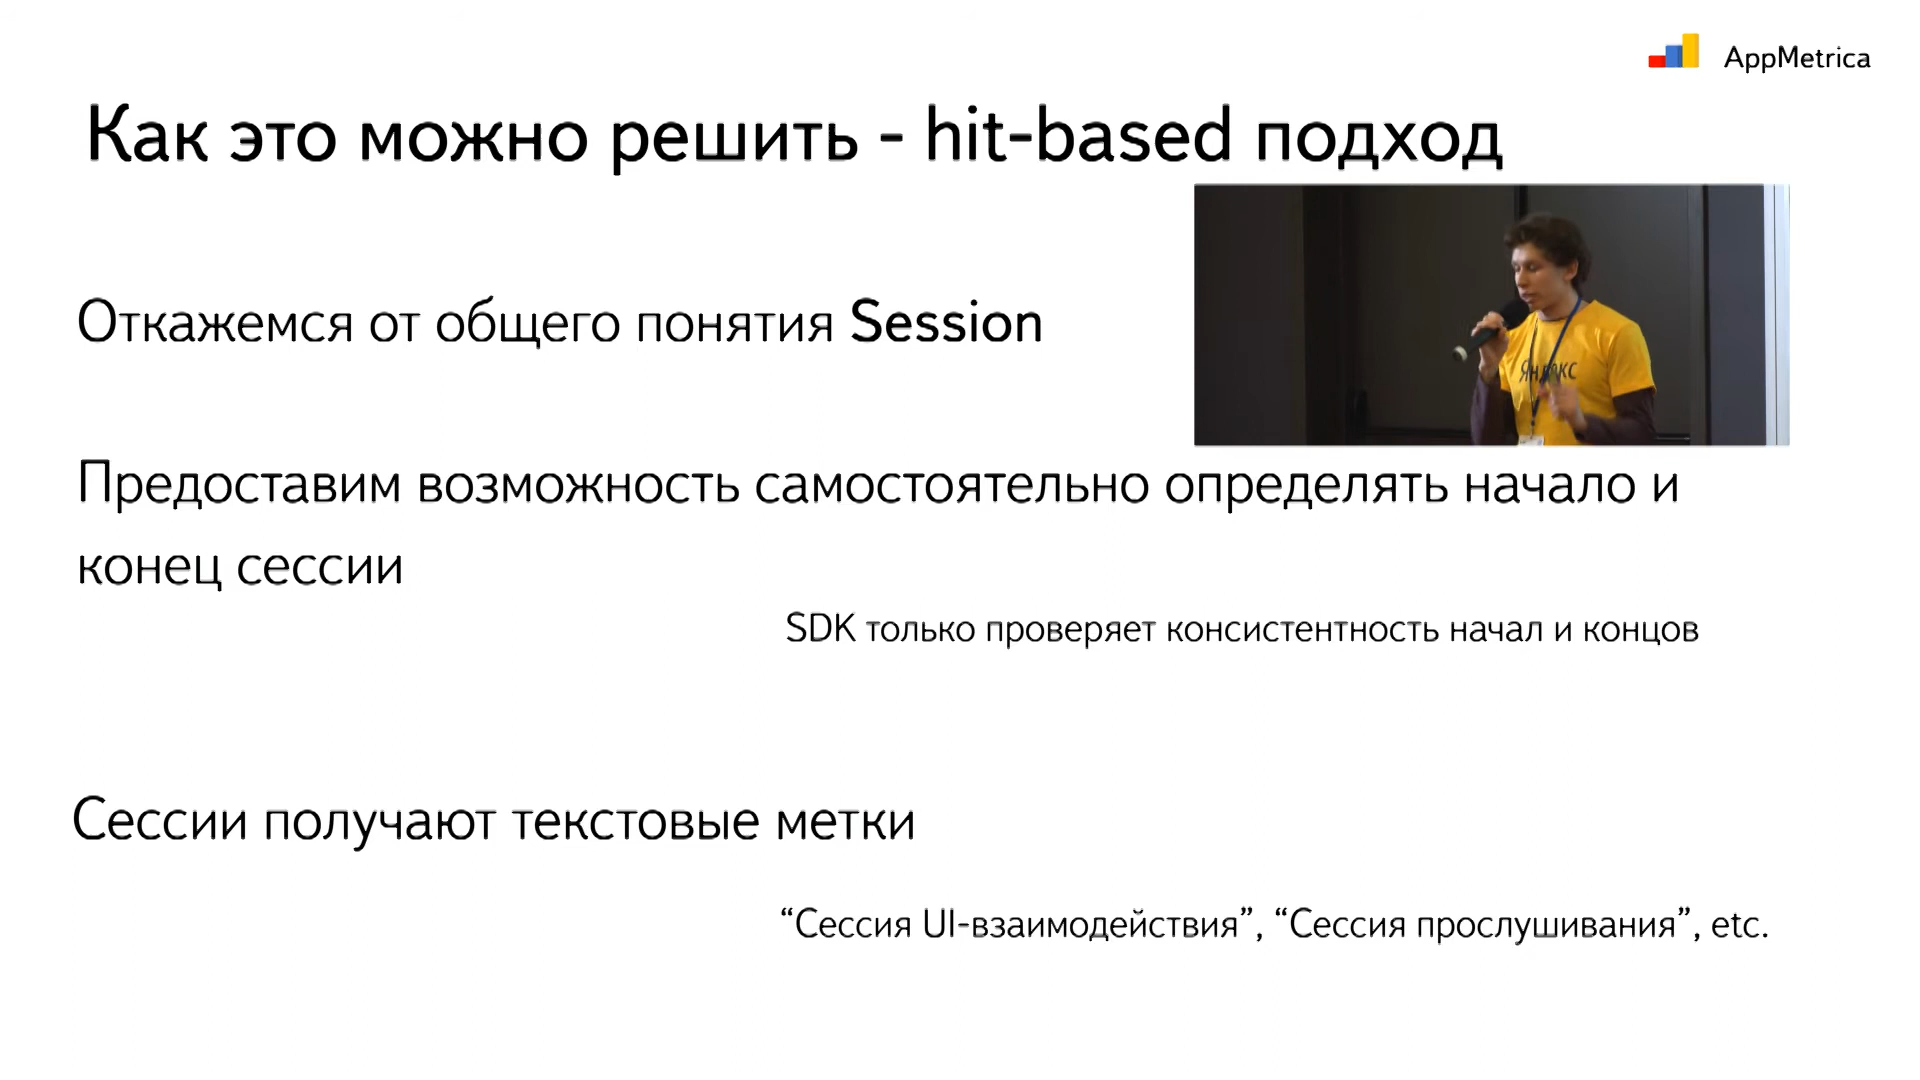 AppMetrica
Как это можно решить - hit-based подход
Откажемся от общего понятия Session
Яндекс
Предоставим возможность самостоятельно определять начало и
конец сессии
SDK только проверяет консистентность начал и концов
Сессии получают текстовые метки
“Сессия UI-взаимодействия”, “Сессия прослушивания”, etc.